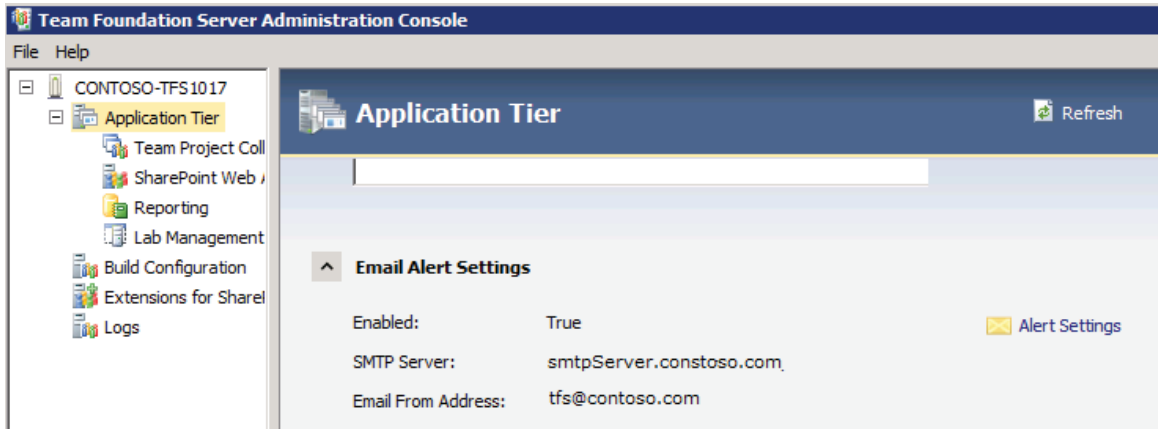 Team Foundation Server Administration Console
File Help
CONTOSO-TFS1017
Application Tier
Team Project Coll
SharePoint Web A
Reporting
Lab Management
Build Configuration
Extensions for Sharel
Logs
Application Tier
Refresh
Email Alert Settings
Enabled: True
Alert Settings
SMTP Server: smtpServer.constoso.com
Email From Address: tfs@contoso.com